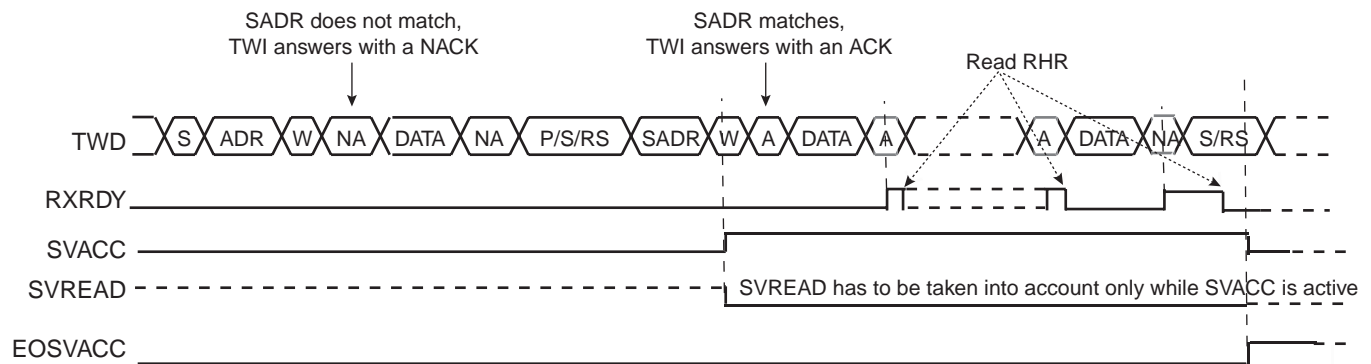 SADR does not match,
TWI answers with a NACK
SADR matches,
TWI answers with an ACK
Read RHR
TWD S ADR W NA DATA NA P/S/RS SADR W A DATA A A DATA NA S/RS
RXRDY
SVACC
SVREAD SVREAD has to be taken into account only while SVACC is active
EOSVACC